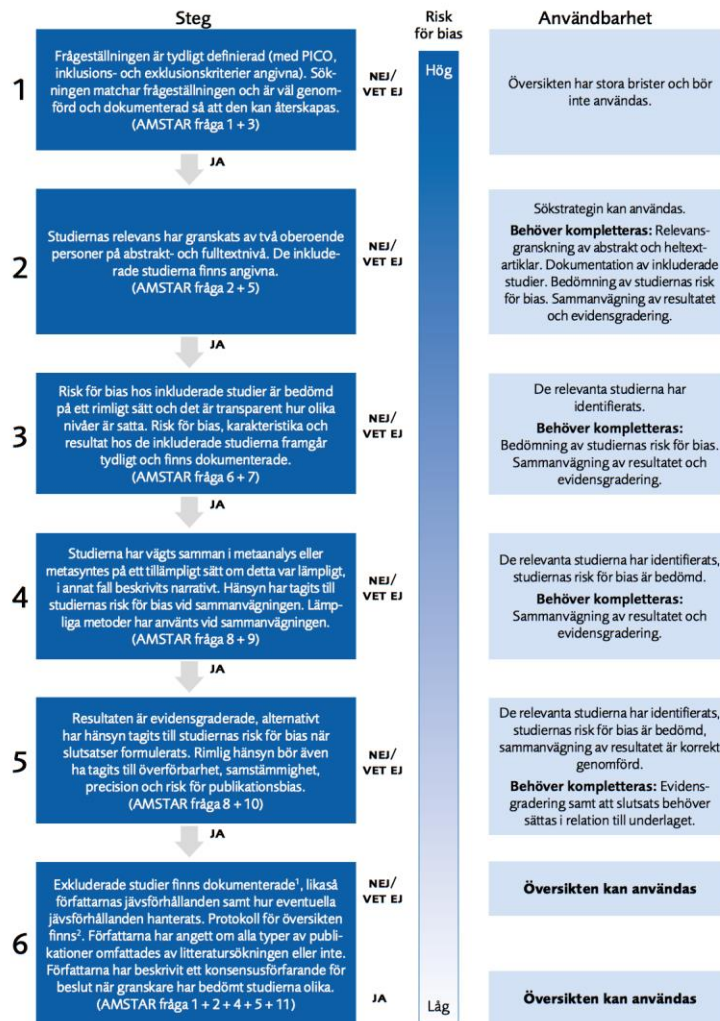 Steg
Risk
för bias
Användbarhet
1
Frågeställningen är tydligt definierad (med PICO,
inklusions- och exklusionskriterier angivna). Sök-
ningen matchar frågeställningen och är väl genom-
förd och dokumenterad så att den kan återskapas.
(AMSTAR fråga 1 + 3)
NEJ/
VET EJ
Hög
Översikten har stora brister och bör
inte användas.
JA
2
Studiernas relevans har granskats av två oberoende
personer på abstrakt- och fulltextnivå. De inklude-
rade studierna finns angivna.
(AMSTAR fråga 2 + 5)
NEJ/
VET EJ
Sökstrategin kan användas.
Behöver kompletteras: Relevans-
granskning av abstrakt och heltext-
artiklar. Dokumentation av inkluderade
studier. Bedömning av studiernas risk
för bias. Sammanvägning av resultatet
och evidensgradering.
JA
3
Risk för bias hos inkluderade studier är bedömd
på ett rimligt sätt och det är transparent hur olika
nivåer är satta. Risk för bias, karakteristika och
resultat hos de inkluderade studierna framgår
tydligt och finns dokumenterade.
(AMSTAR fråga 6 + 7)
NEJ/
VET EJ
De relevanta studierna har
identifierats.
Behöver kompletteras:
Bedömning av studiernas risk för bias.
Sammanvägning av resultatet och
evidensgradering.
JA
4
Studierna har vägts samman i metaanalys eller
metasyntes på ett tillämpligt sätt om detta var lämpligt,
i annat fall beskrivits narrativt. Hänsyn har tagits till
studiernas risk för bias vid sammanvägningen. Lämp-
liga metoder har använts vid sammanvägningen.
(AMSTAR fråga 8 + 9)
NEJ/
VET EJ
De relevanta studierna har identifierats,
studiernas risk för bias är bedömd.
Behöver kompletteras:
Sammanvägning av resultatet och
evidensgradering.
JA
5
Resultaten är evidensgraderade, alternativt
har hänsyn tagits till studiernas risk för bias när
slutsatser formulerats. Rimlig hänsyn bör även
ha tagits till överförbarhet, samstämmighet,
precision och risk för publikationsbias.
(AMSTAR fråga 8 + 10)
NEJ/
VET EJ
De relevanta studierna har identifierats,
studiernas risk för bias är bedömd,
sammanvägning av resultatet är korrekt
genomförd.
Behöver kompletteras: Evidens-
gradering samt att slutsats behöver
sättas i relation till underlaget.
JA
6
Exkluderade studier finns dokumenterade¹, likaså
författarnas jävsförhållanden samt hur eventuella
jävsförhållanden hanterats. Protokoll för översikten
finns². Författarna har angett om alla typer av publi-
kationer omfattades av litteratursökningen eller inte.
Författarna har beskrivit ett konsensusförfarande för
beslut när granskare har bedömt studierna olika.
(AMSTAR fråga 1 + 2 + 4 + 5 + 11)
NEJ/
VET EJ
Översikten kan användas
JA
Låg
Översikten kan användas